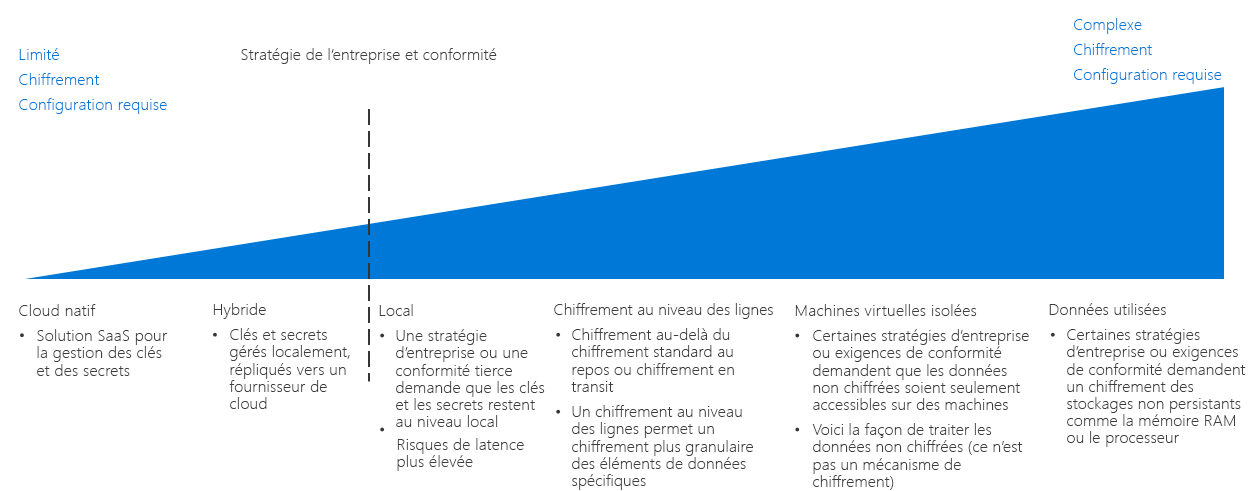 Limité
Chiffrement
Configuration requise
Stratégie de l'entreprise et conformité
Complexe
Chiffrement
Configuration requise
Cloud natif
• Solution SaaS pour
la gestion des clés
et des secrets
Hybride
• Clés et secrets
gérés localement,
répliqués vers un
fournisseur de
cloud
Local
• Une stratégie
d'entreprise ou une
conformité tierce
demande que les clés
et les secrets restent
au niveau local
• Risques de latence
plus élevée
Chiffrement au niveau des lignes
• Chiffrement au-delà du
chiffrement standard au
repos ou chiffrement en
transit
• Un chiffrement au niveau
des lignes permet un
chiffrement plus granulaire
des éléments de données
spécifiques
Machines virtuelles isolées
• Certaines stratégies d'entreprise
ou exigences de conformité
demandent que les données
non chiffrées soient seulement
accessibles sur des machines
• Voici la façon de traiter les
données non chiffrées (ce n'est
pas un mécanisme de
chiffrement)
Données utilisées
• Certaines stratégies
d'entreprise ou exigences
de conformité demandent
un chiffrement des
stockages non persistants
comme la mémoire RAM
ou le processeur